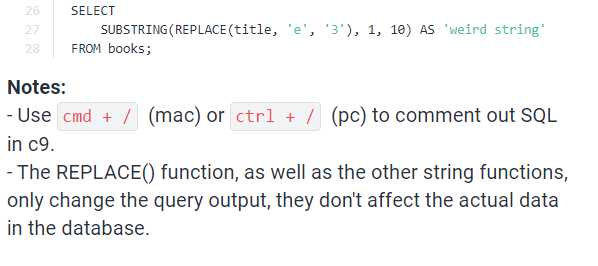 26 SELECT
27 SUBSTRING(REPLACE(title, 'e', '3'), 1, 10) AS 'weird string'
28 FROM books;
Notes:
- Use cmd + / (mac) or ctrl + / (pc) to comment out SQL
in c9.
- The REPLACE() function, as well as the other string functions,
only change the query output, they don't affect the actual data
in the database.